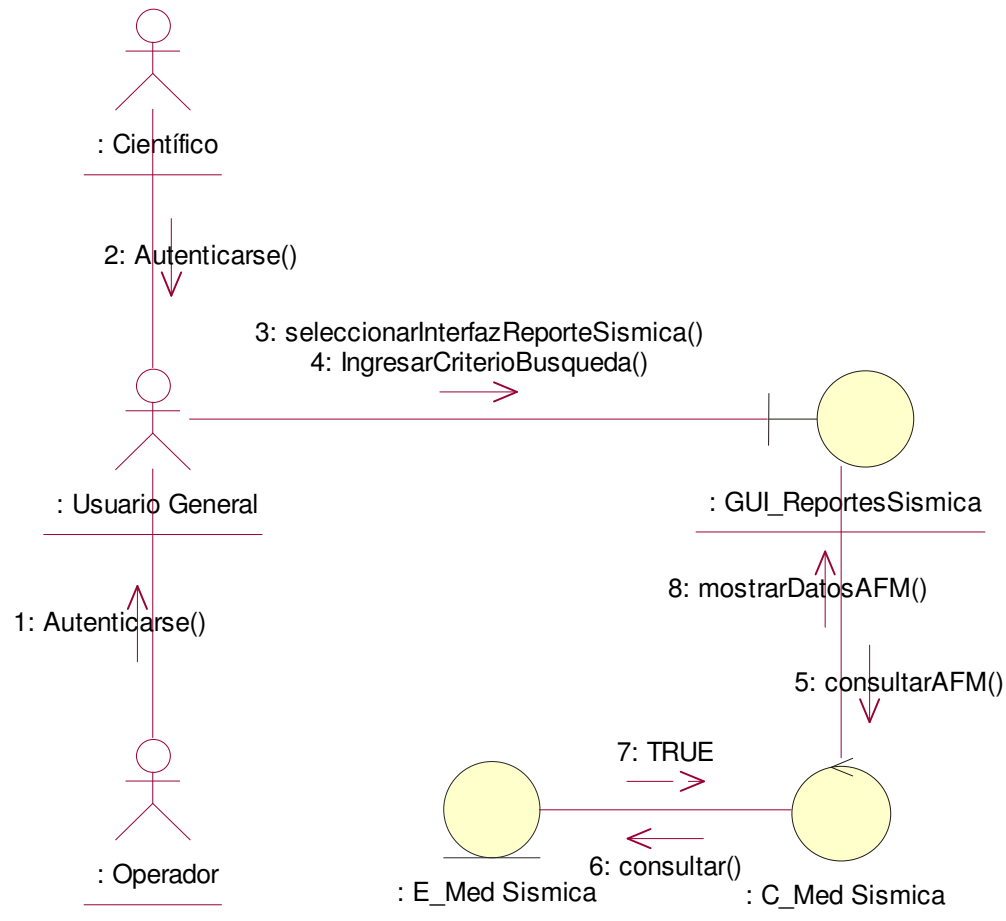 : Científico
2: Autenticarse()
3: seleccionarInterfazReporteSismica()
4: IngresarCriterioBusqueda()
: Usuario General
: GUI_ReportesSismica
8: mostrarDatosAFM()
1: Autenticarse()
5: consultarAFM()
7: TRUE
6: consultar()
: Operador
: E_Med Sismica
: C_Med Sismica